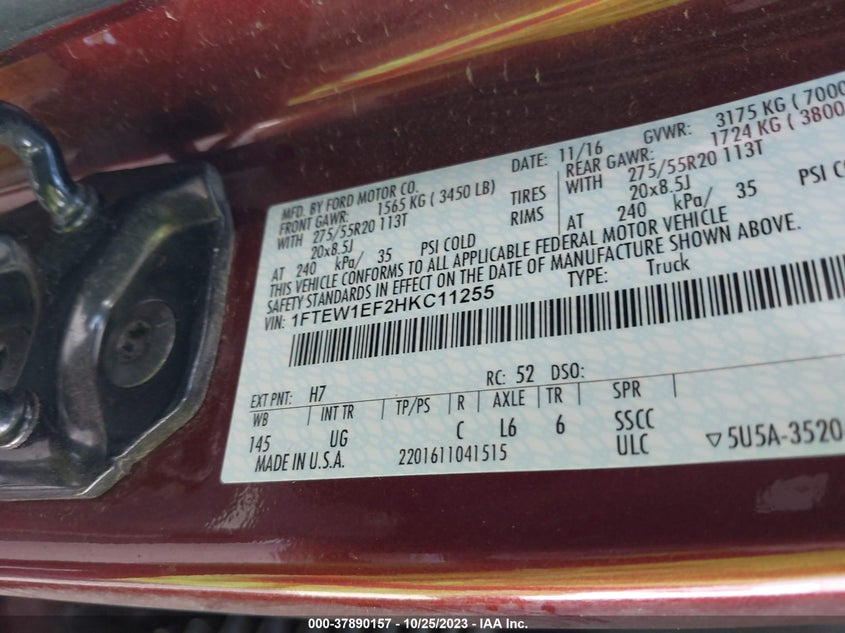 MFD. BY FORD MOTOR CO.
DATE: 11/16 GVWR: 3175 KG ( 7000
FRONT GAWR: 1565 KG ( 3450 LB)
REAR GAWR: 1724 KG ( 3800
WITH 275/55R20 113T TIRES
WITH 275/55R20 113T
20x8.5J RIMS
20x8.5J
AT 240 kPa/ 35 PSI COLD
AT 240 kPa/ 35 PSI CO
THIS VEHICLE CONFORMS TO ALL APPLICABLE FEDERAL MOTOR VEHICLE
SAFETY STANDARDS IN EFFECT ON THE DATE OF MANUFACTURE SHOWN ABOVE.
VIN: 1FTEW1EF2HKC11255 TYPE: Truck
EXT PNT: H7 RC: 52 DSO:
WB INT TR TP/PS R AXLE TR SPR
145 UG C L6 6 SSCC
ULC
MADE IN U.S.A. 2201611041515
▽5U5A-3520
000-37890157 - 10/25/2023 - IAA Inc.